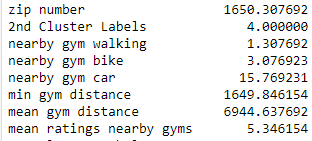 zip number 1650.307692
2nd Cluster Labels 4.000000
nearby gym walking 1.307692
nearby gym bike 3.076923
nearby gym car 15.769231
min gym distance 1649.846154
mean gym distance 6944.637692
mean ratings nearby gyms 5.346154